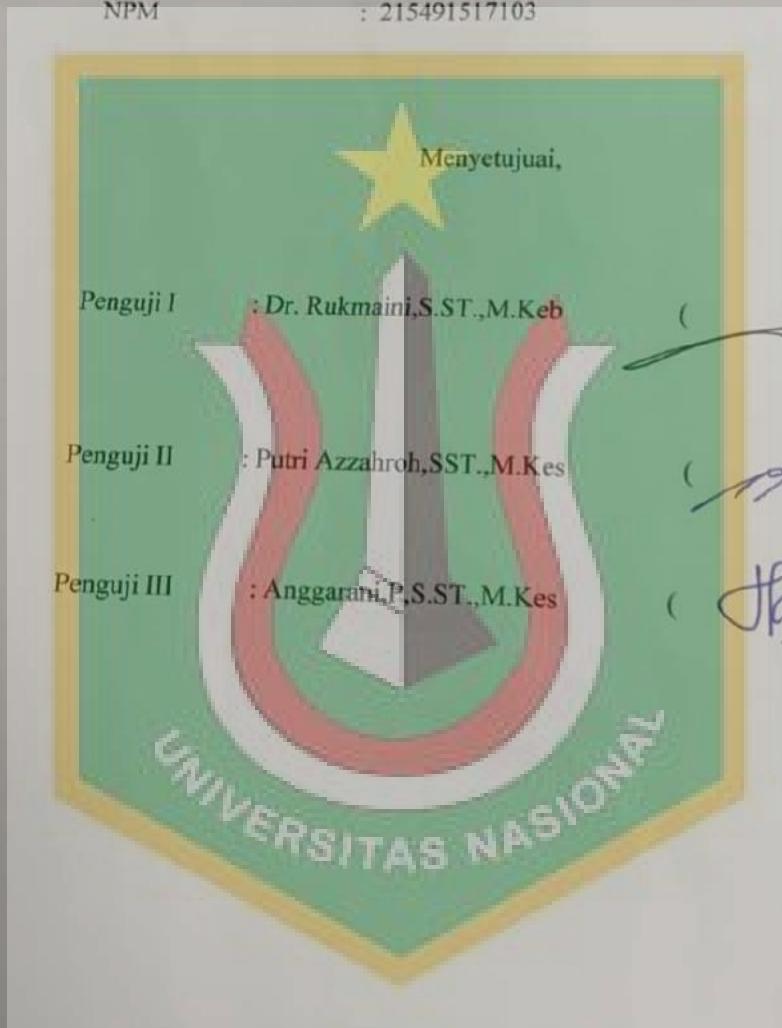 NPM : 215491517103
Menyetujuai,
Penguji I : Dr. Rukmaini,S.ST.,M.Keb (
Penguji II : Putri Azzahroh,SST.,M.Kes (
Penguji III : Anggarani,P,S.ST.,M.Kes (
UNIVERSITAS NASIONAL